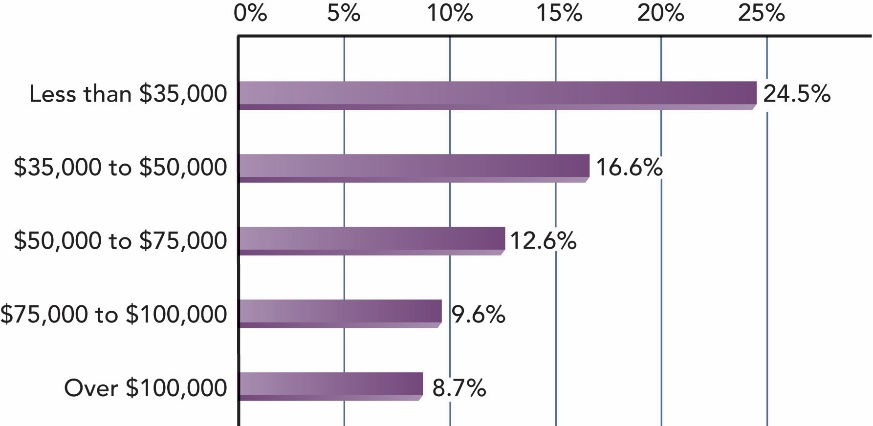 0% 5% 10% 15% 20% 25%
Less than $35,000 24.5%
$35,000 to $50,000 16.6%
$50,000 to $75,000 12.6%
$75,000 to $100,000 9.6%
Over $100,000 8.7%